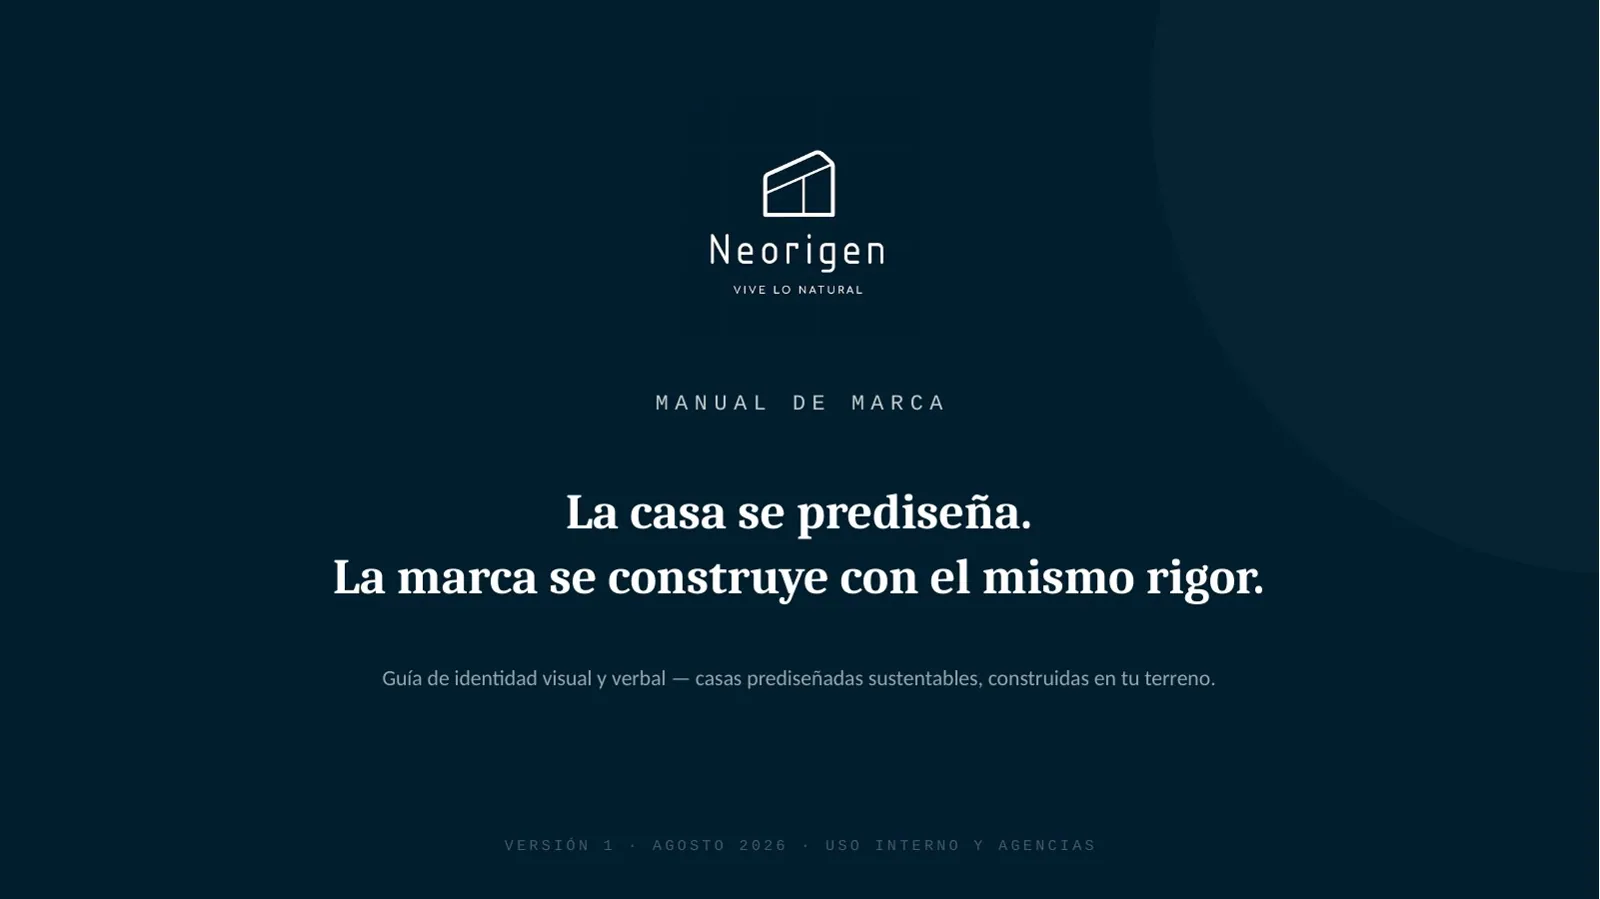 Neorigen
VIVE LO NATURAL
MANUAL DE MARCA
La casa se prediseña.
La marca se construye con el mismo rigor.
Guía de identidad visual y verbal — casas prediseñadas sustentables, construidas en tu terreno.
VERSIÓN 1 · AGOSTO 2026 · USO INTERNO Y AGENCIAS